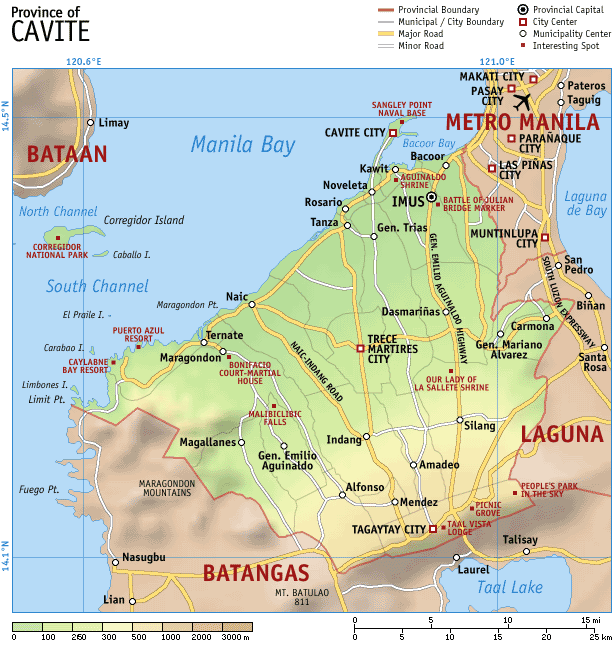 Province of
CAVITE
Provincial Boundary
Municipal / City Boundary
Major Road
Minor Road
Provincial Capital
City Center
Municipality Center
Interesting Spot
120.6°E
121.0°E
14.5°N
14.1°N
MAKATI CITY
PASAY
CITY
Pateros
Taguig
SANGLEY POINT
NAVAL BASE
Limay
METRO MANILA
CAVITE CITY
Manila Bay
PARAÑAQUE
CITY
Bacoor Bay
BATAAN
Bacoor
Kawit
LAS PIÑAS
CITY
AGUINALDO
SHRINE
Noveleta
Rosario
IMUS
BATTLE OF JULIAN
BRIDGE MARKER
Laguna
de Bay
North Channel
Corregidor Island
Tanza
Gen. Trias
MUNTINLUPA
CITY
CORREGIDOR
NATIONAL PARK
Caballo I.
San
Pedro
GEN. EMILIO AGUINALDO HIGHWAY
SOUTH LUZON EXPRESSWAY
South Channel
Naic
Maragondon Pt.
Biñan
El Praile I.
Dasmariñas
Carmona
PUERTO AZUL
RESORT
Ternate
Carabao I.
Maragondon
TRECE
MARTIRES
CITY
Gen. Mariano
Alvarez
NAIC-INDANG ROAD
CAYLABNE
BAY RESORT
BONIFACIO
COURT-MARTIAL
HOUSE
Santa
Rosa
Limbones I.
OUR LADY OF
LA SALLETE SHRINE
Limit Pt.
MALIBICLIBIC
FALLS
Silang
LAGUNA
Magallanes
Indang
Gen. Emilio
Aguinaldo
Amadeo
MARAGONDON
MOUNTAINS
Fuego Pt.
Alfonso
PEOPLE'S PARK
IN THE SKY
Mendez
PICNIC
GROVE
TAGAYTAY CITY
TAAL VISTA
LODGE
Talisay
Nasugbu
Laurel
BATANGAS
Taal Lake
MT. BATULAO
811
Lian
0 100 260 300 500 1000 2000 3000 m
0 5 10 15 mi
0 5 10 15 20 25 km